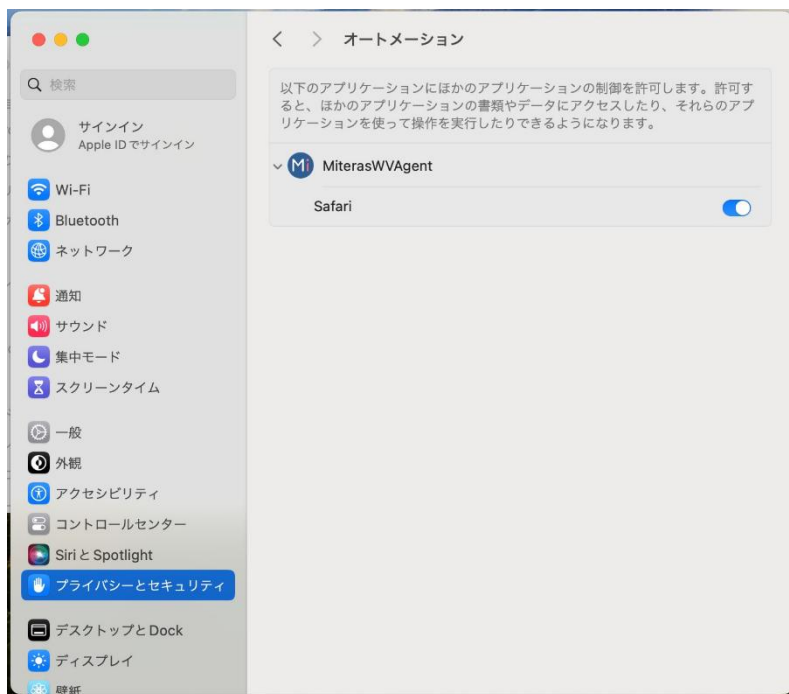 オートメーション
検索
サインイン
Apple ID でサインイン
Wi-Fi
Bluetooth
ネットワーク
通知
サウンド
集中モード
スクリーンタイム
一般
外観
アクセシビリティ
コントロールセンター
Siri と Spotlight
プライバシーとセキュリティ
デスクトップと Dock
ディスプレイ
壁紙
以下のアプリケーションにほかのアプリケーションの制御を許可します。許可す
ると、ほかのアプリケーションの書類やデータにアクセスしたり、それらのアプ
リケーションを使って操作を実行したりできるようになります。
Mi
MiterasWVAgent
Safari